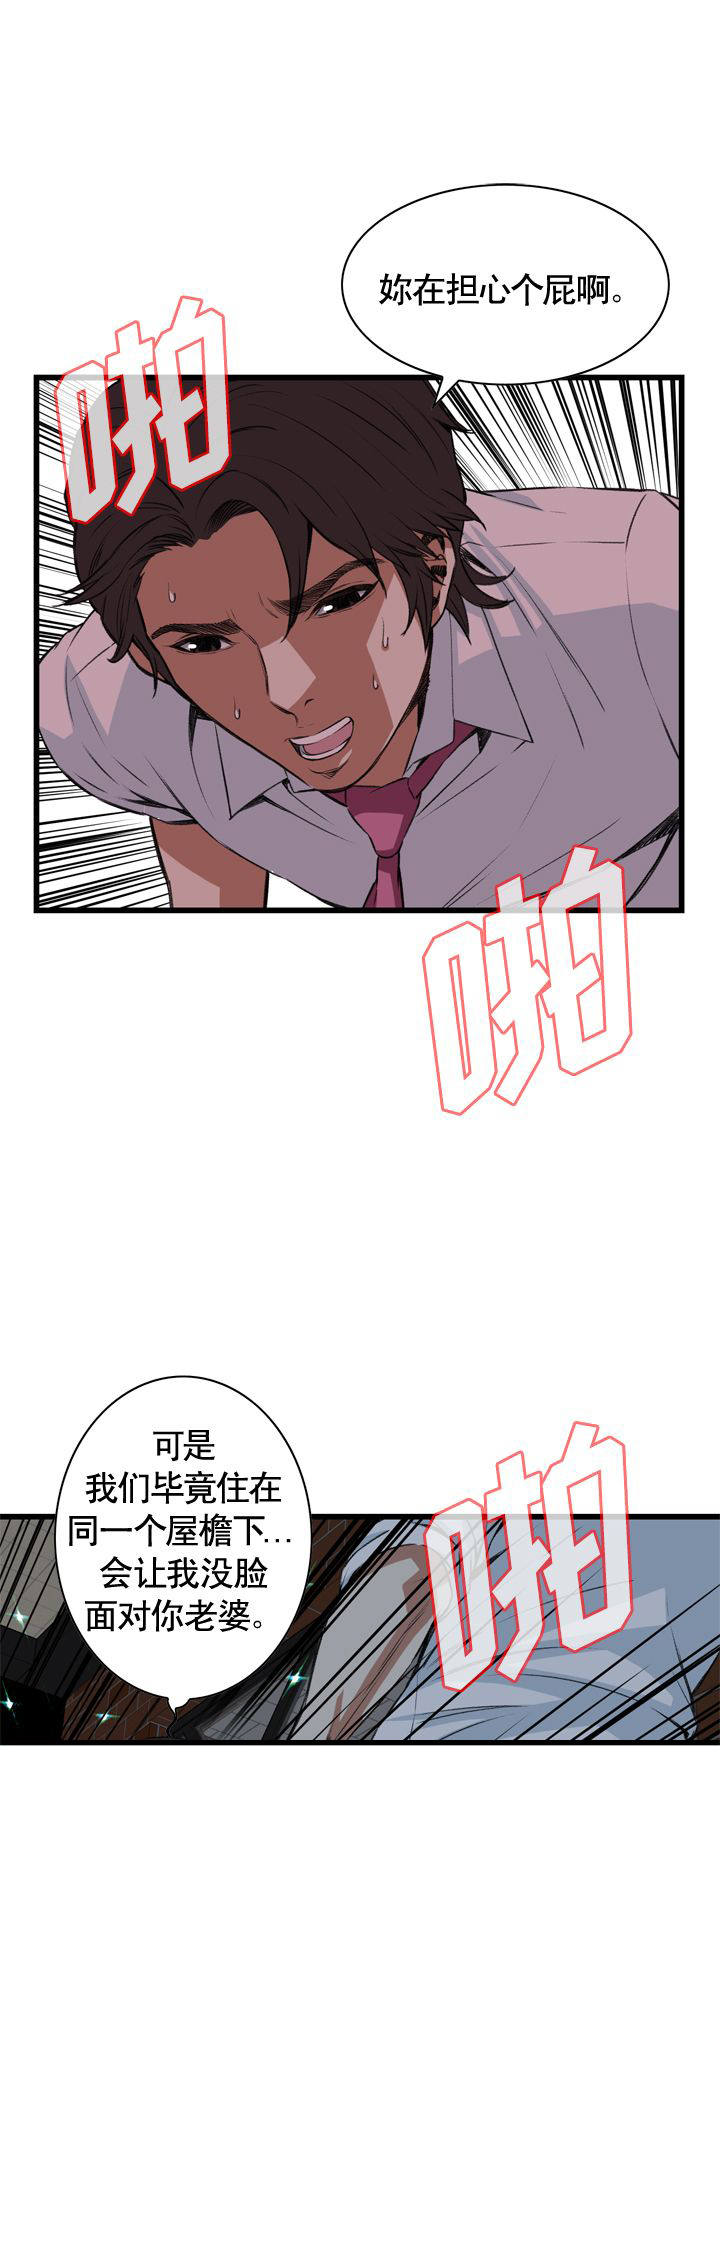 妳在担心个屁啊。
啪
啪
可是
我们毕竟住在
同一个屋檐下...
会让我没脸
面对你老婆。
啪